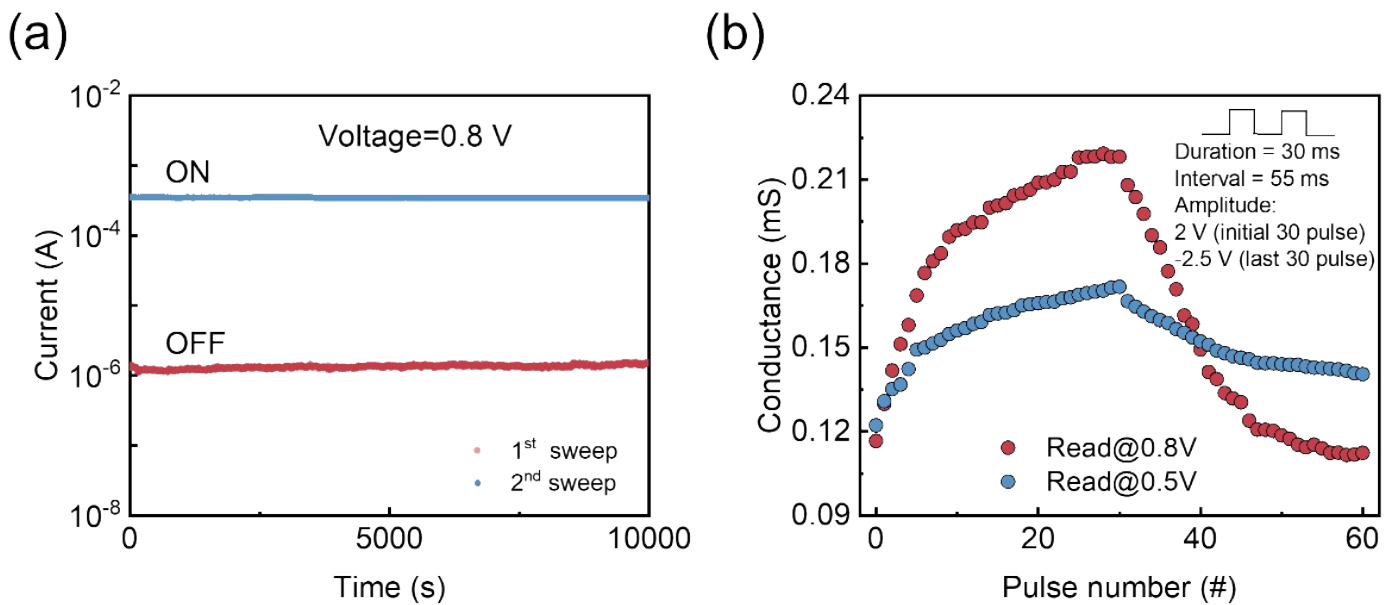 (a)
10⁻²
10⁻⁴
10⁻⁶
10⁻⁸
Current (A)
Voltage=0.8 V
ON
OFF
1ˢᵗ sweep
2ⁿᵈ sweep
0
5000
10000
Time (s)
(b)
0.24
0.21
0.18
0.15
0.12
0.09
Conductance (mS)
Duration = 30 ms
Interval = 55 ms
Amplitude:
2 V (initial 30 pulse)
-2.5 V (last 30 pulse)
Read@0.8V
Read@0.5V
0
20
40
60
Pulse number (#)